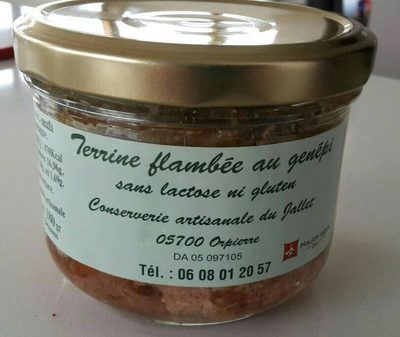 Terrine flambée au genépi
sans lactose ni gluten
Conserverie artisanale du Jallet
05700 Orpierre
DA 05 097105
Tél. : 06 08 01 20 57